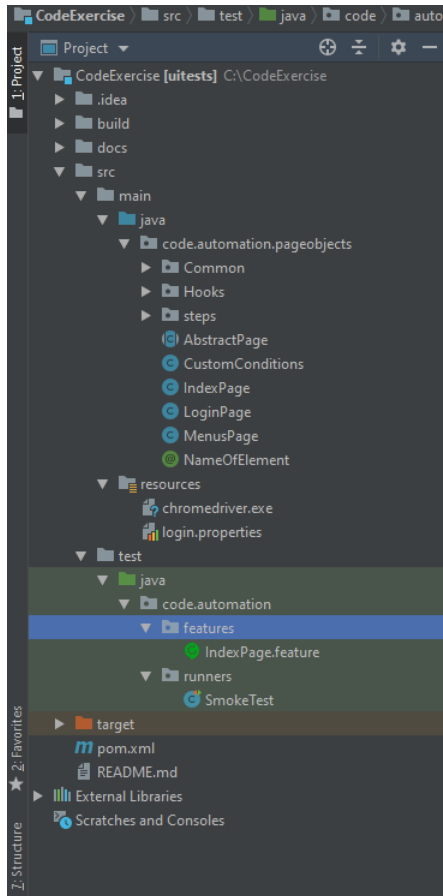 CodeExercise src test java code auto
Project
1: Project
CodeExercise [uitests] C:\CodeExercise
.idea
build
docs
src
main
java
code.automation.pageobjects
Common
Hooks
steps
AbstractPage
CustomConditions
IndexPage
LoginPage
MenusPage
NameOfElement
resources
chromedriver.exe
login.properties
test
java
code.automation
features
IndexPage.feature
runners
SmokeTest
target
pom.xml
README.md
External Libraries
Scratches and Consoles
2: Favorites
7: Structure